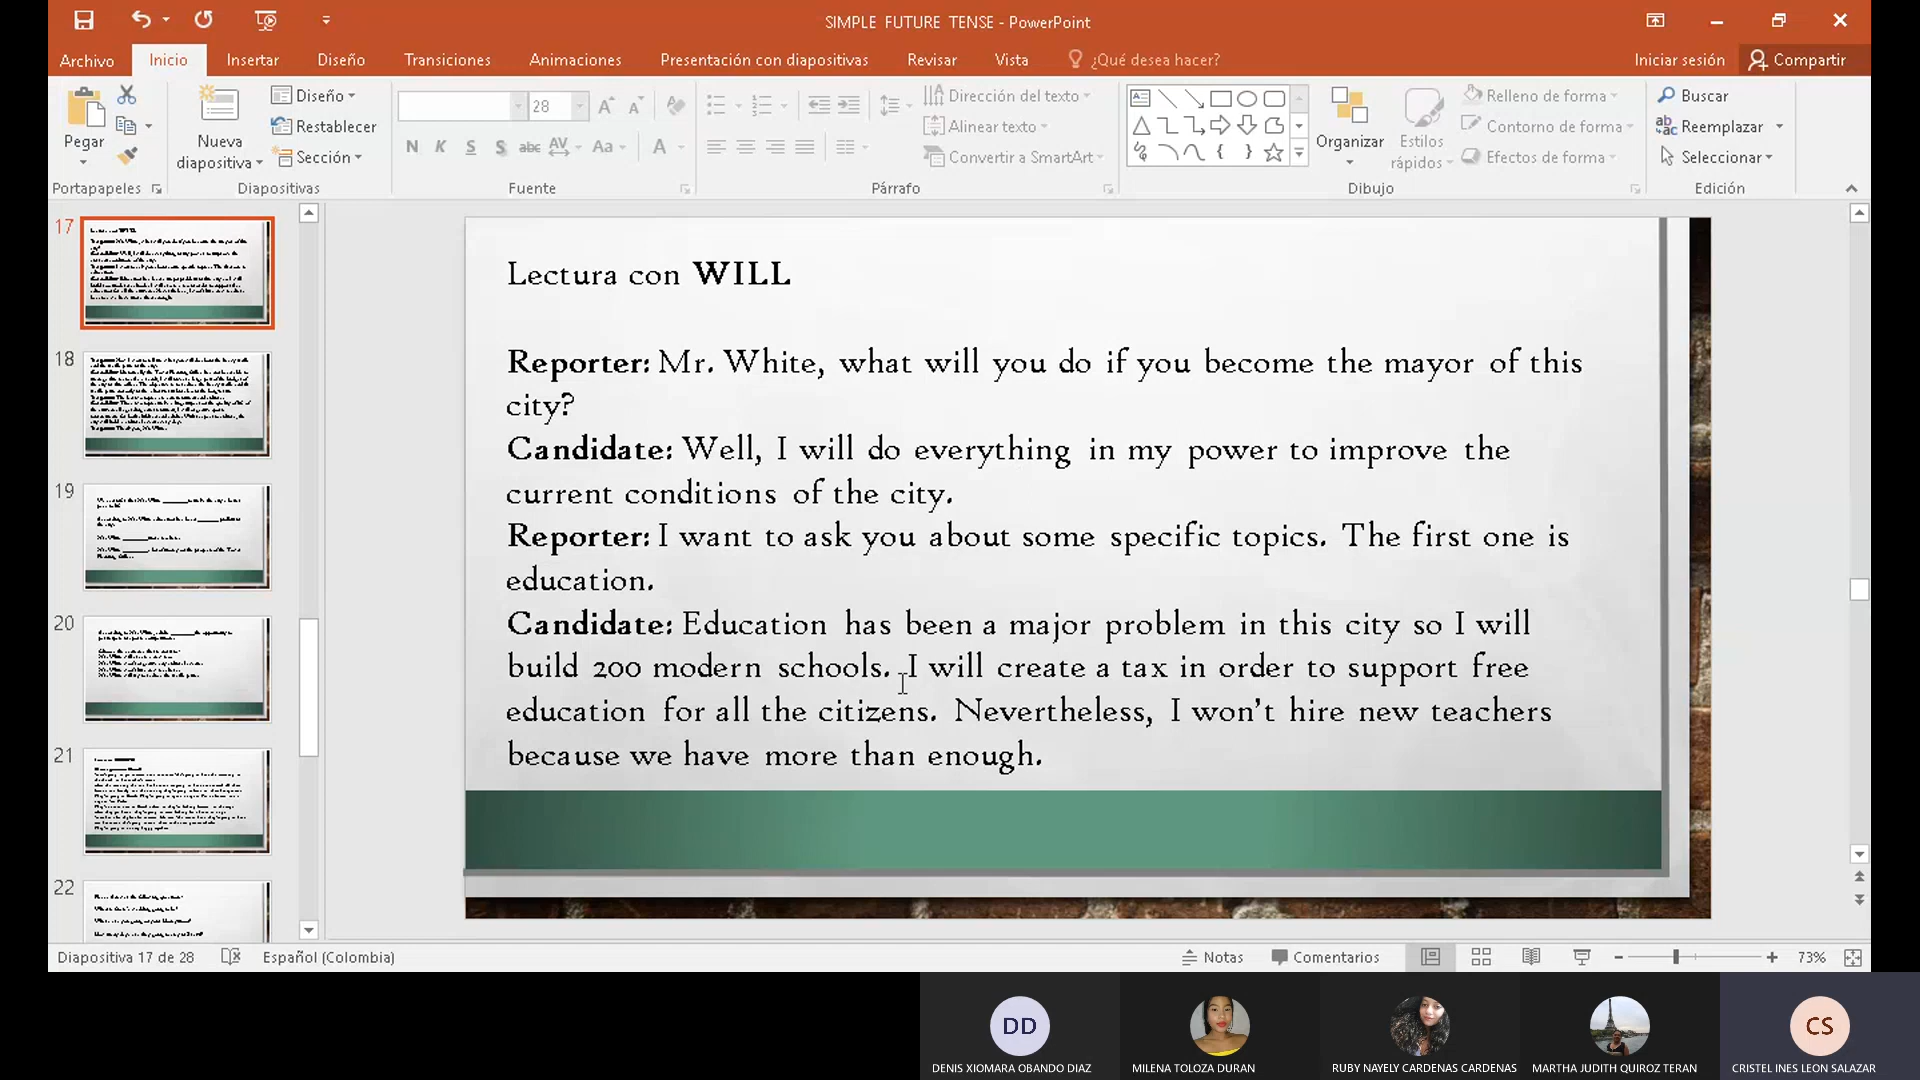 SIMPLE FUTURE TENSE - PowerPoint
Archivo Inicio Insertar Diseño Transiciones Animaciones Presentación con diapositivas Revisar Vista ¿Qué desea hacer? Iniciar sesión Compartir
Pegar
Portapapeles
Nueva diapositiva
Diseño
Restablecer
Sección
Diapositivas
28
N K S S abc AV Aa A
Fuente
Dirección del texto
Alinear texto
Convertir a SmartArt
Párrafo
Organizar
Estilos rápidos
Relleno de forma
Contorno de forma
Efectos de forma
Dibujo
Buscar
Reemplazar
Seleccionar
Edición
17
18
19
20
21
22
Lectura con WILL
Reporter: Mr. White, what will you do if you become the mayor of this
city?
Candidate: Well, I will do everything in my power to improve the
current conditions of the city.
Reporter: I want to ask you about some specific topics. The first one is
education.
Candidate: Education has been a major problem in this city so I will
build 200 modern schools. I will create a tax in order to support free
education for all the citizens. Nevertheless, I won't hire new teachers
because we have more than enough.
Diapositiva 17 de 28 Español (Colombia) Notas Comentarios 73%
DD CS
DENIS XIOMARA OBANDO DIAZ MILENA TOLOZA DURAN RUBY NAYELY CARDENAS CARDENAS MARTHA JUDITH QUIROZ TERAN CRISTEL INES LEON SALAZAR